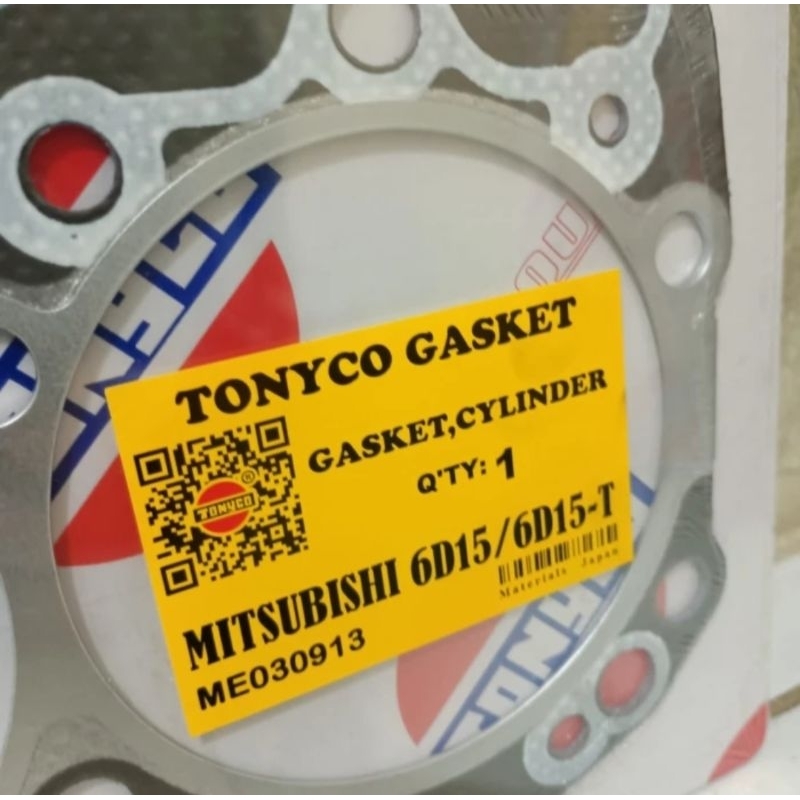 TONYCO GASKET
GASKET,CYLINDER
Q'TY: 1
TONYCO ®
MITSUBISHI 6D15/6D15-T
Materials Japan
ME030913